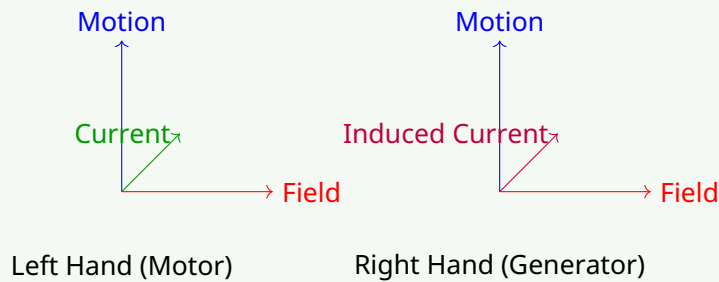 Motion
Current
Field
Left Hand (Motor)
Motion
Induced Current
Field
Right Hand (Generator)